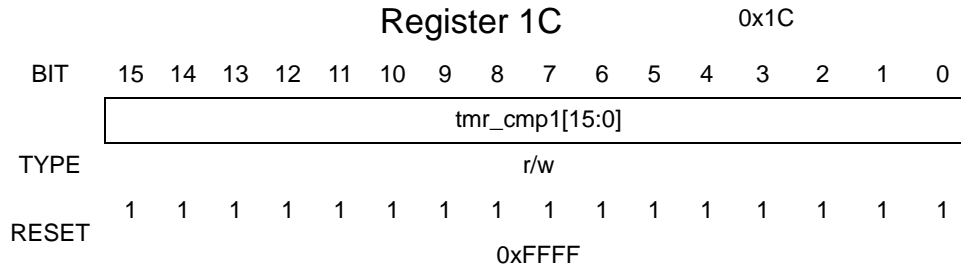 Register 1C 0x1C
BIT 15 14 13 12 11 10 9 8 7 6 5 4 3 2 1 0
tmr_cmp1[15:0]
TYPE r/w
RESET 1 1 1 1 1 1 1 1 1 1 1 1 1 1 1 1
0xFFFF